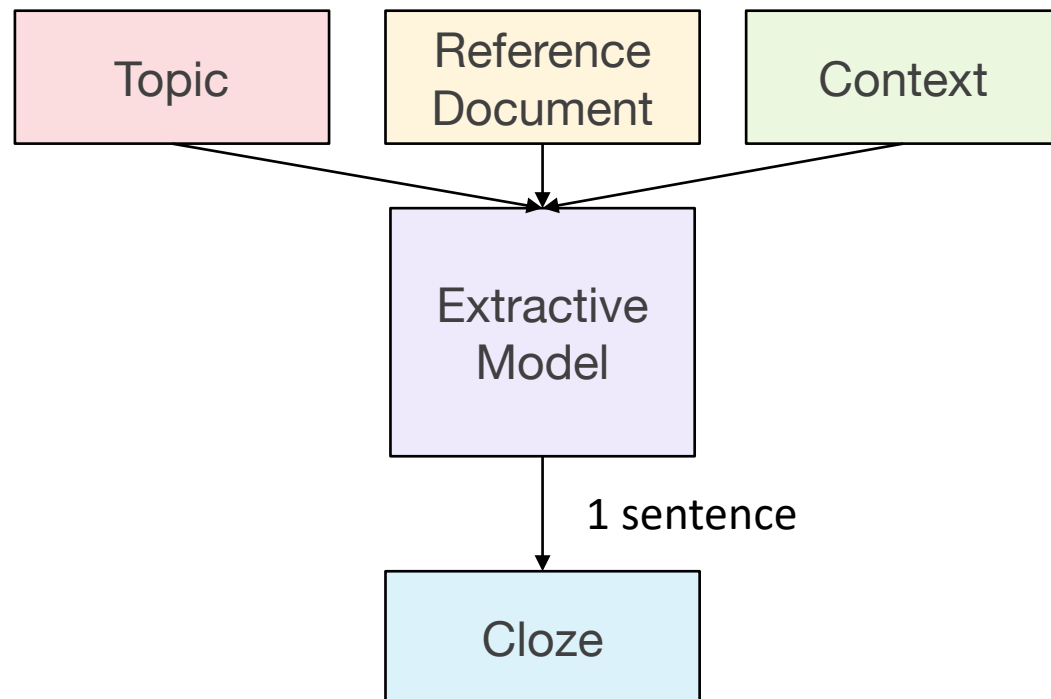 Topic
Reference
Document
Context
Extractive
Model
1 sentence
Cloze